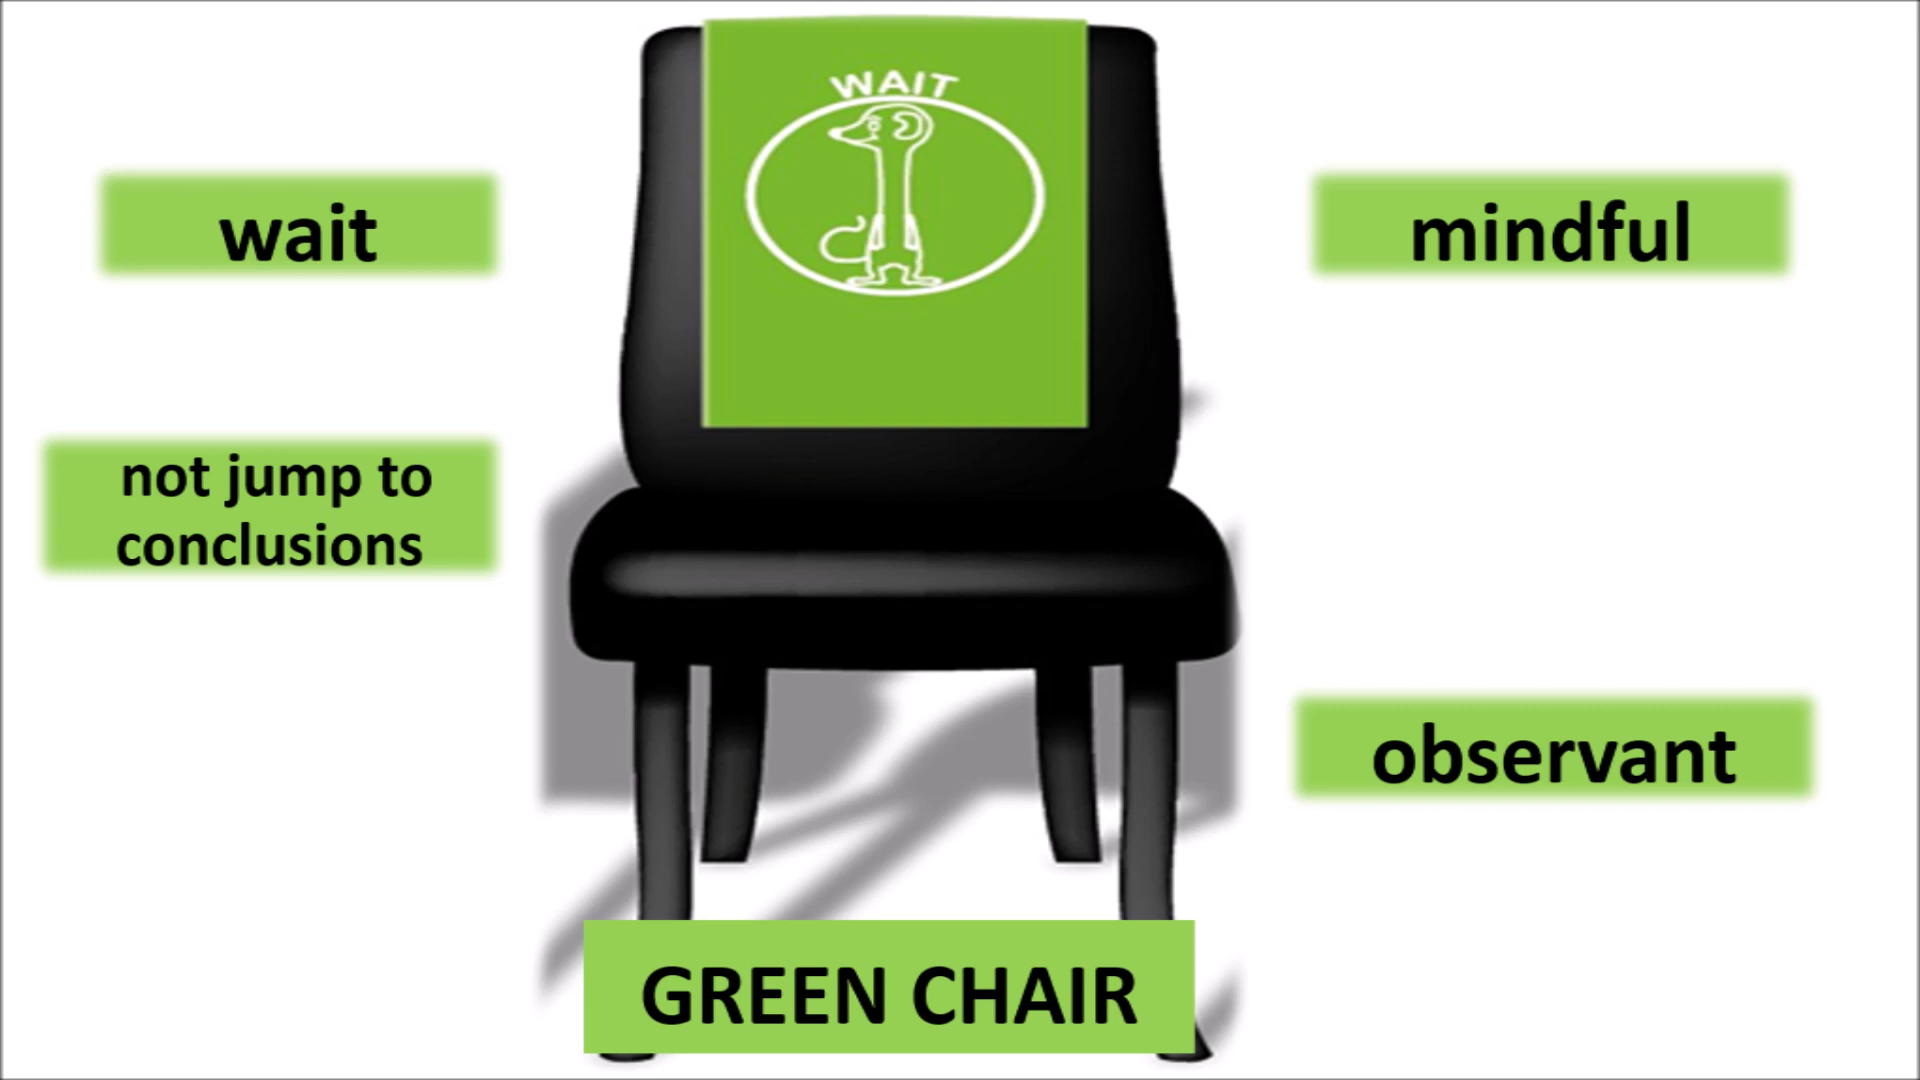 WAIT
wait
mindful
not jump to
conclusions
observant
GREEN CHAIR